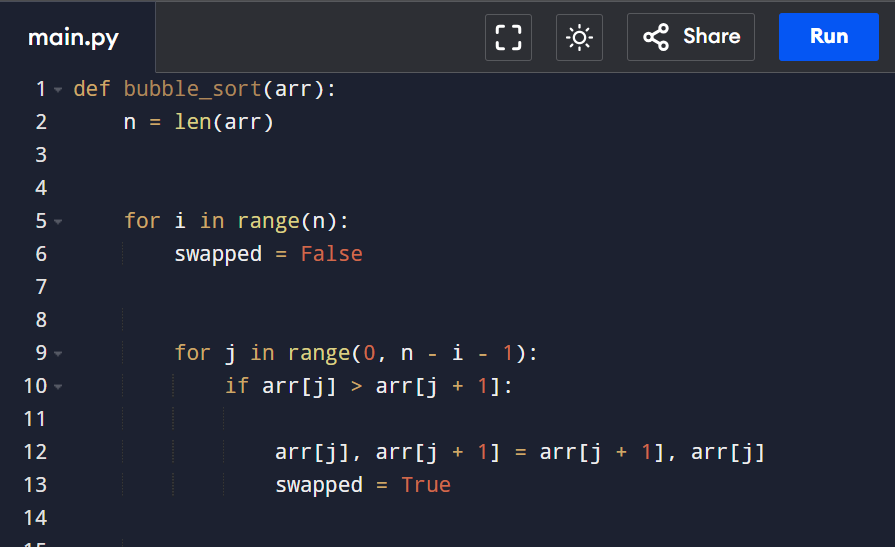 main.py
Share
Run
1 def bubble_sort(arr):
2     n = len(arr)
3
4
5     for i in range(n):
6         swapped = False
7
8
9         for j in range(0, n - i - 1):
10             if arr[j] > arr[j + 1]:
11
12                 arr[j], arr[j + 1] = arr[j + 1], arr[j]
13                 swapped = True
14
15